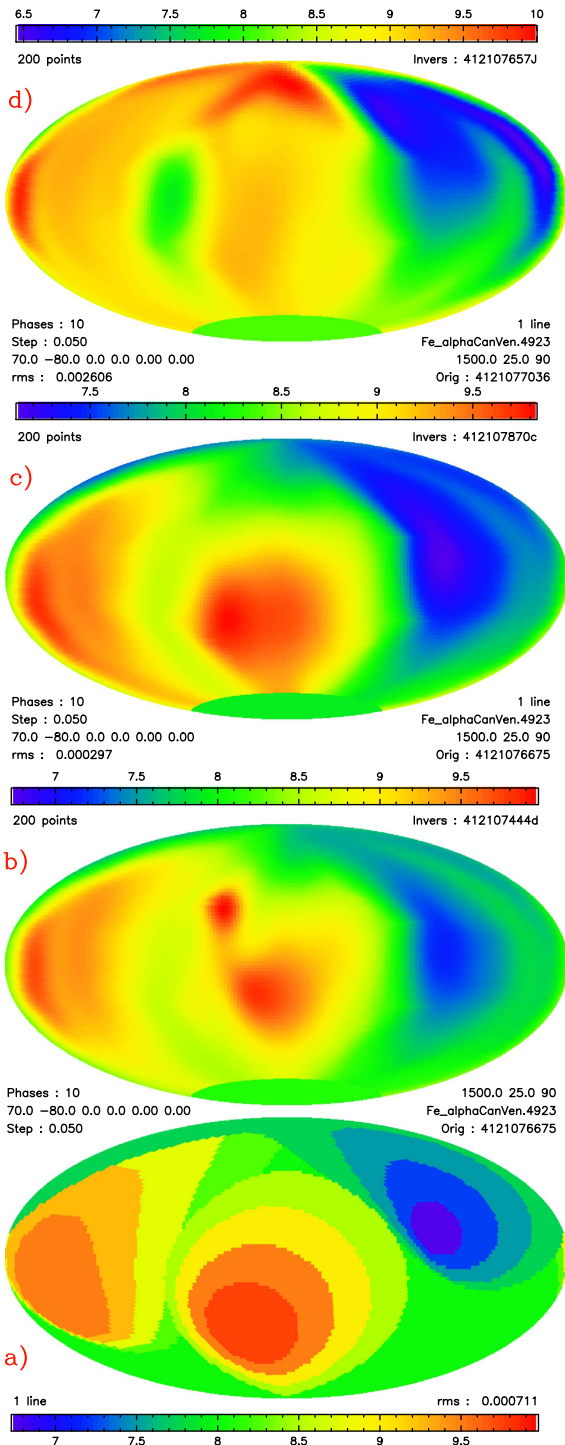 6.5 7 7.5 8 8.5 9 9.5 10
200 points Invers : 412107657J
d)
Phases : 10 1 line
Step : 0.050 Fe_alphaCanVen.4923
70.0 −80.0 0.0 0.0 0.00 0.00 1500.0 25.0 90
rms : 0.002606 Orig : 4121077036
7.5 8 8.5 9 9.5
200 points Invers : 412107870c
c)
Phases : 10 1 line
Step : 0.050 Fe_alphaCanVen.4923
70.0 −80.0 0.0 0.0 0.00 0.00 1500.0 25.0 90
rms : 0.000297 Orig : 4121076675
7 7.5 8 8.5 9 9.5
200 points Invers : 412107444d
b)
Phases : 10 1500.0 25.0 90
70.0 −80.0 0.0 0.0 0.00 0.00 Fe_alphaCanVen.4923
Step : 0.050 Orig : 4121076675
a)
1 line rms : 0.000711
7 7.5 8 8.5 9 9.5